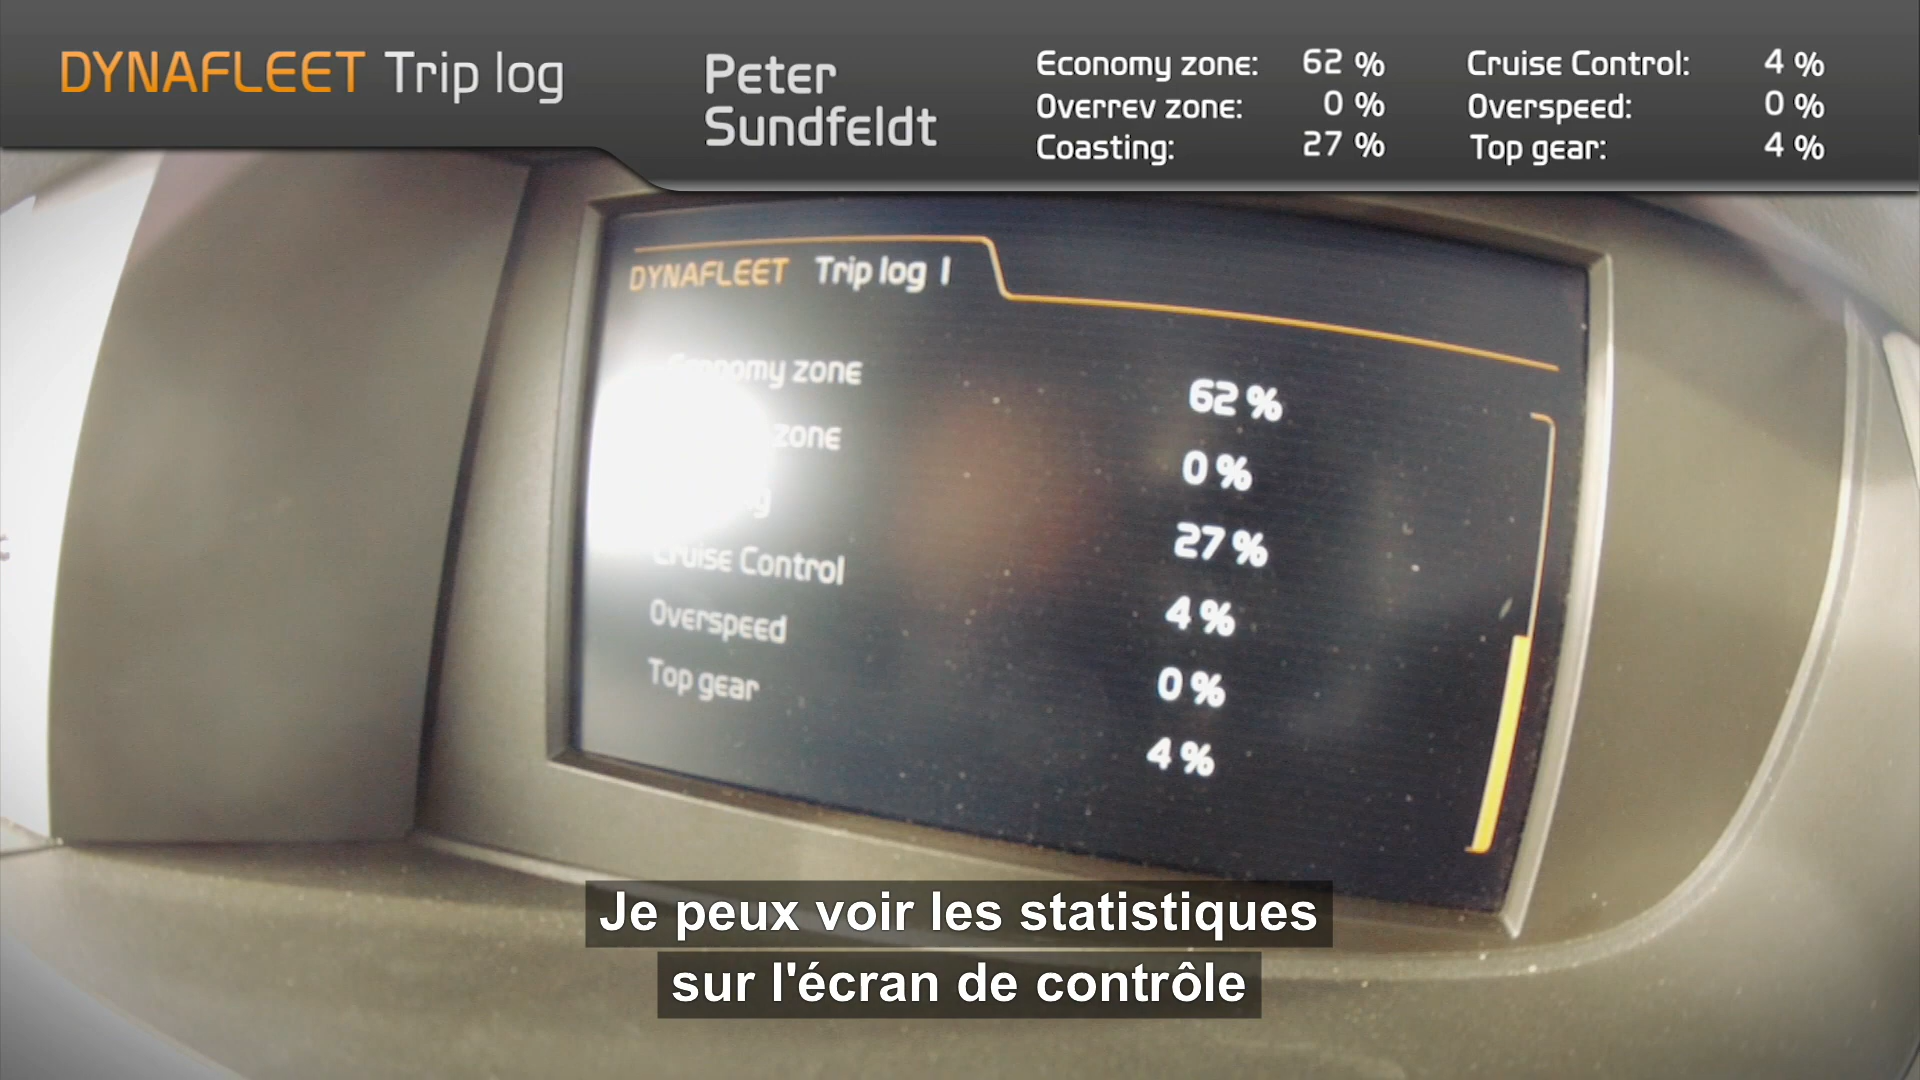 DYNAFLEET Trip log
Peter
Sundfeldt
Economy zone: 62 %
Overrev zone: 0 %
Coasting: 27 %
Cruise Control: 4 %
Overspeed: 0 %
Top gear: 4 %
DYNAFLEET Trip log 1
Economy zone 62 %
zone 0 %
27 %
Cruise Control 4 %
Overspeed 0 %
Top gear 4 %
Je peux voir les statistiques
sur l'écran de contrôle